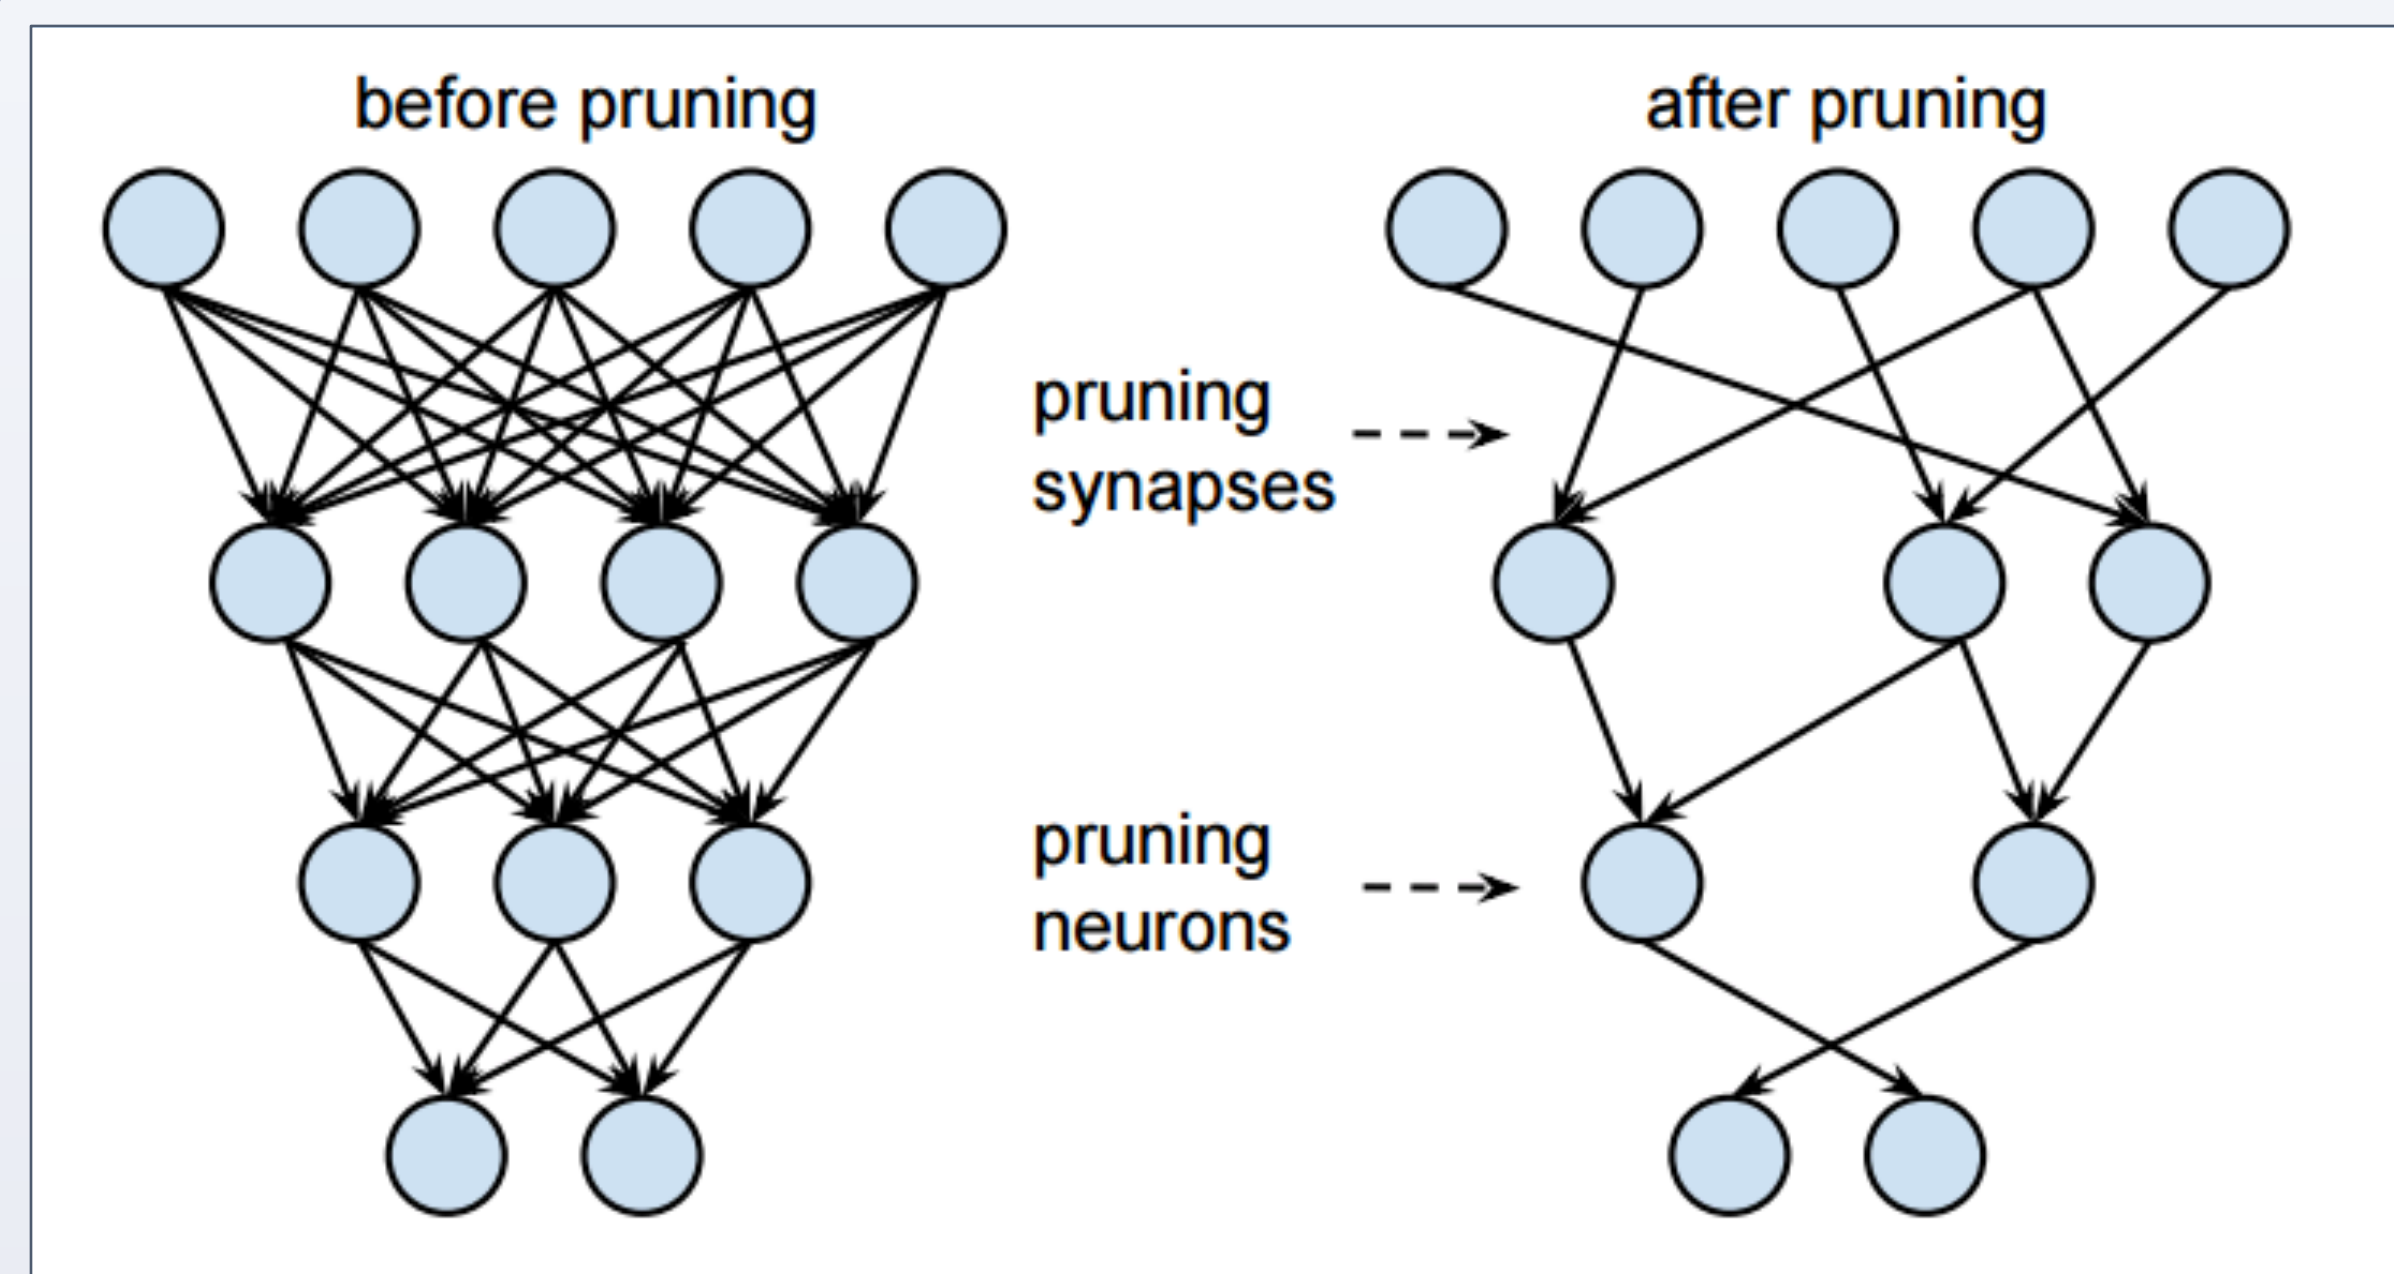 before pruning
after pruning
pruning
synapses
pruning
neurons